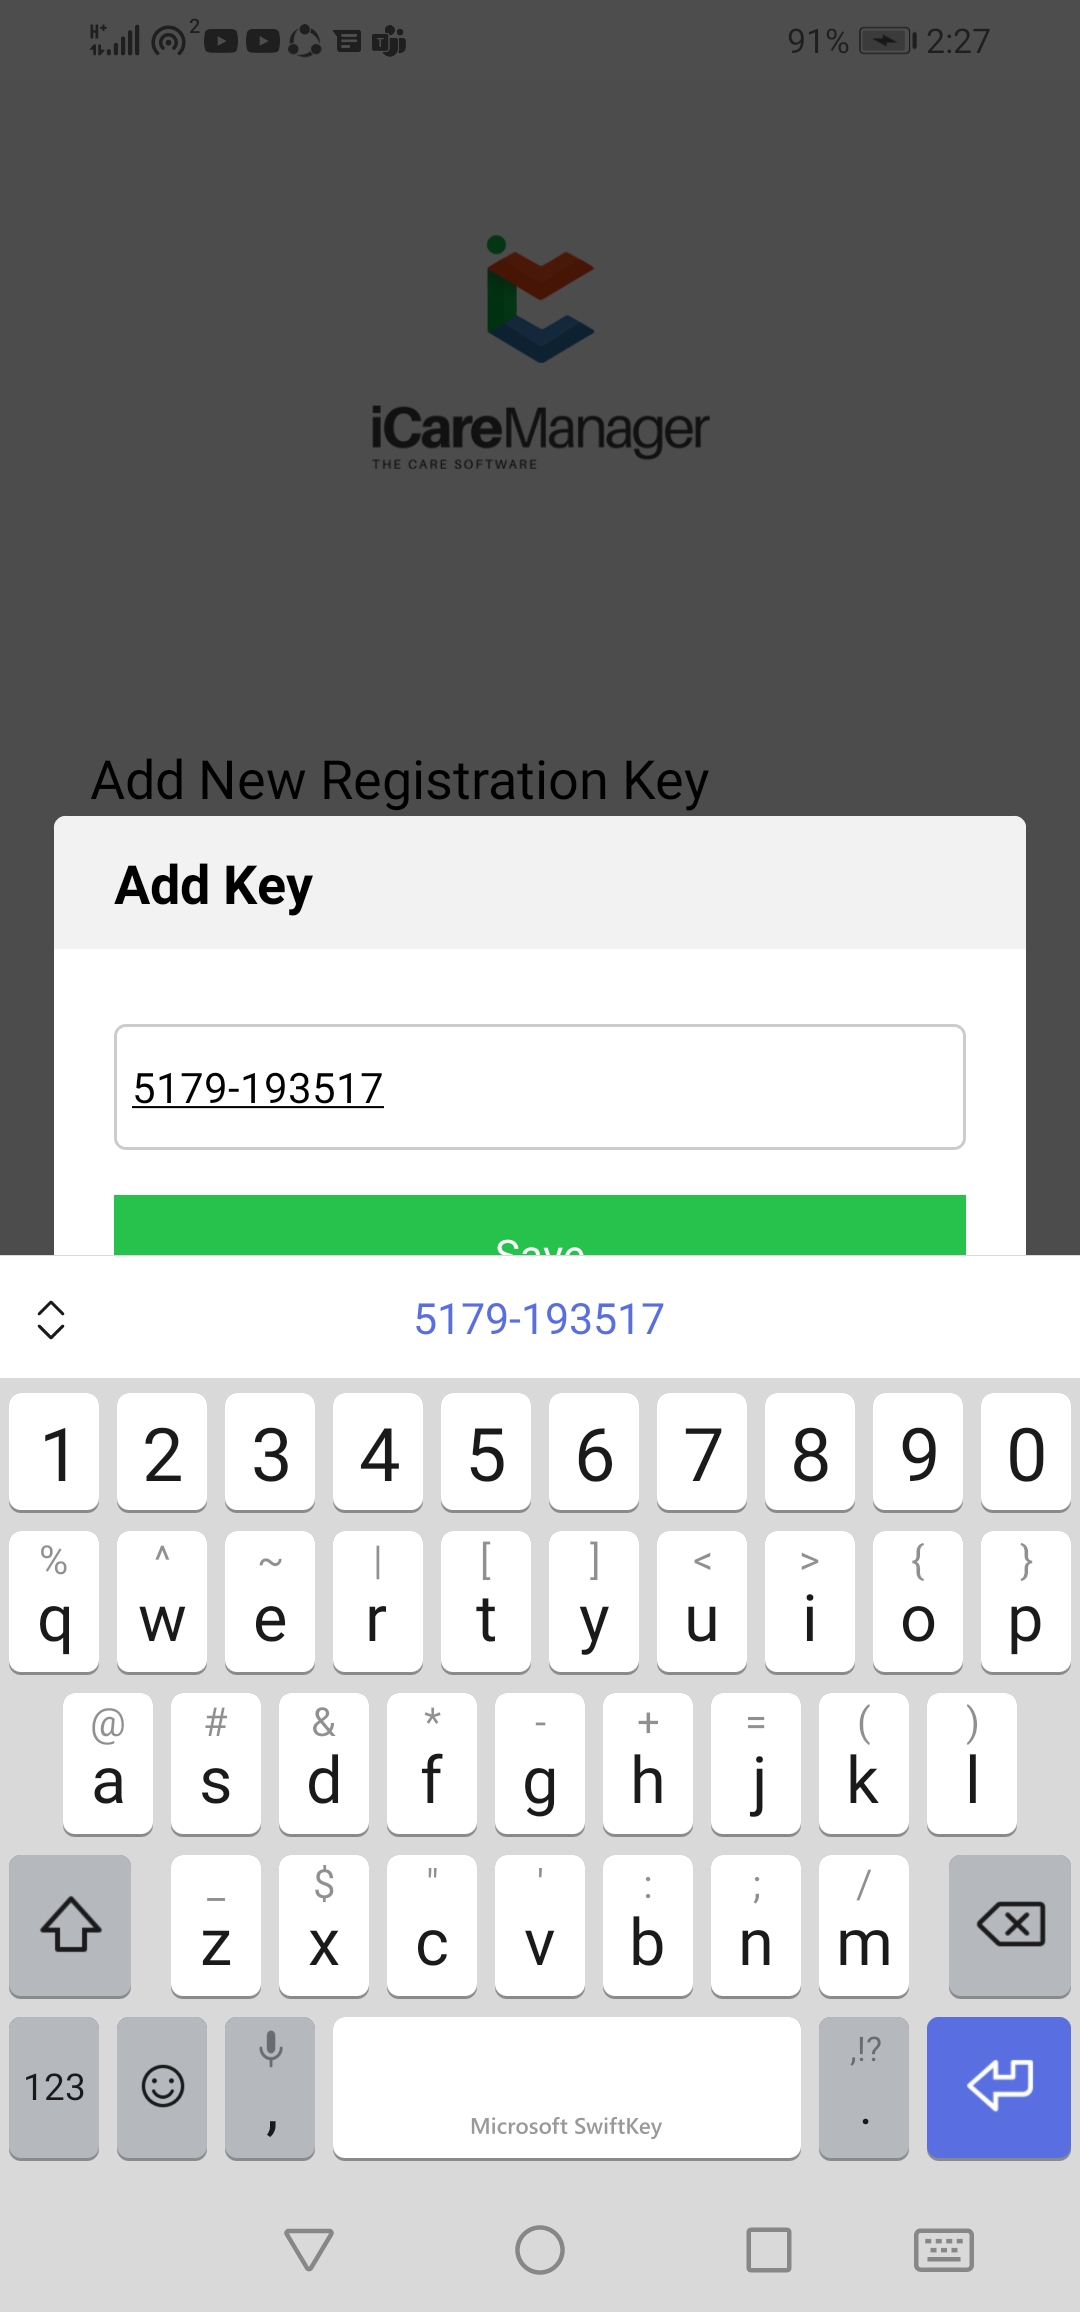 H+ 2 91% 2:27
iCareManager
THE CARE SOFTWARE
Add New Registration Key
Add Key
5179-193517
Save
5179-193517
1 2 3 4 5 6 7 8 9 0
% ^ ~ | [ ] < > { }
q w e r t y u i o p
@ # & * - + = ( )
a s d f g h j k l
_ $ " ' : ; /
z x c v b n m
,!?
123 , Microsoft SwiftKey .